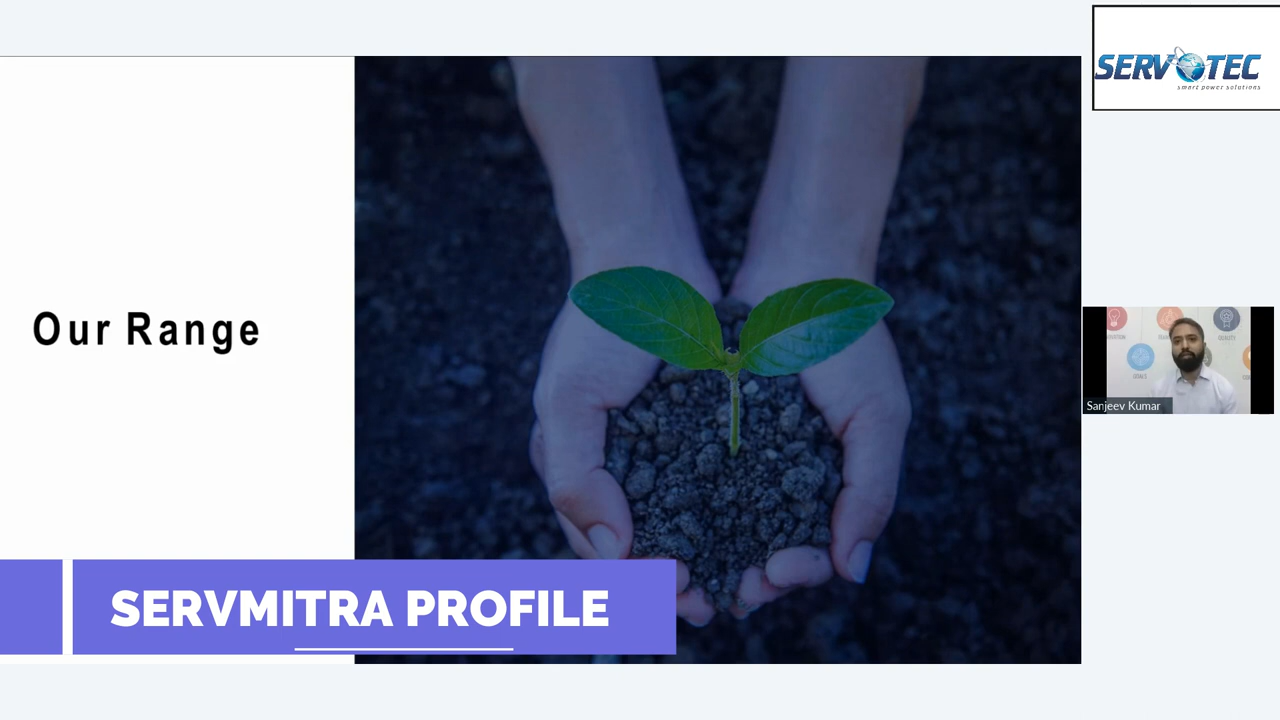 SERVOTEC
smart power solutions
Our Range
Sanjeev Kumar
SERVMITRA PROFILE